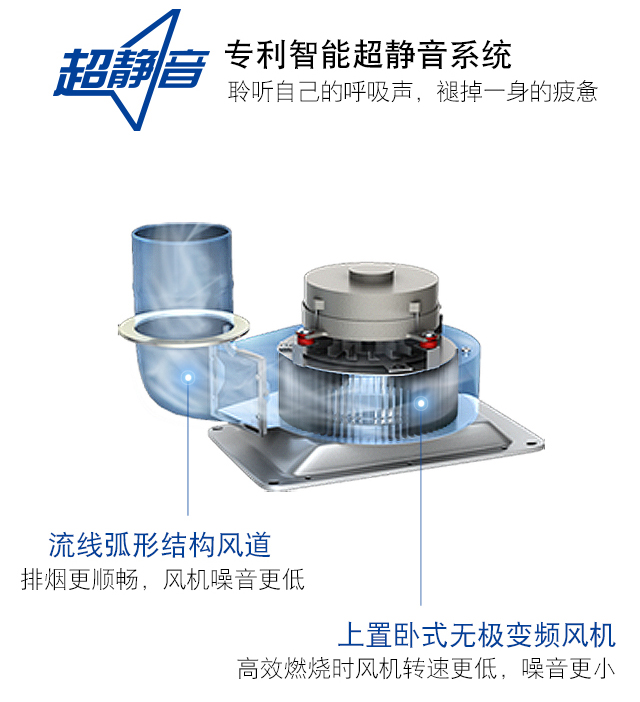 超静音
专利智能超静音系统
聆听自己的呼吸声，褪掉一身的疲惫
流线弧形结构风道
排烟更顺畅，风机噪音更低
上置卧式无极变频风机
高效燃烧时风机转速更低，噪音更小